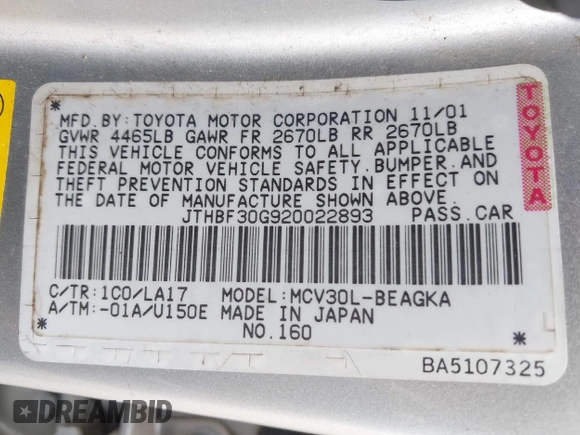 MFD. BY: TOYOTA MOTOR CORPORATION 11/01
GVWR 4465LB GAWR FR 2670LB RR 2670LB
THIS VEHICLE CONFORMS TO ALL APPLICABLE
FEDERAL MOTOR VEHICLE SAFETY, BUMPER, AND
THEFT PREVENTION STANDARDS IN EFFECT ON
THE DATE OF MANUFACTURE SHOWN ABOVE.
JTHBF30G920022893 PASS. CAR
TOYOTA
C/TR: 1C0/LA17 MODEL: MCV30L-BEAGKA
A/TM: -01A/U150E MADE IN JAPAN
NO. 160
BA5107325
DREAMBID